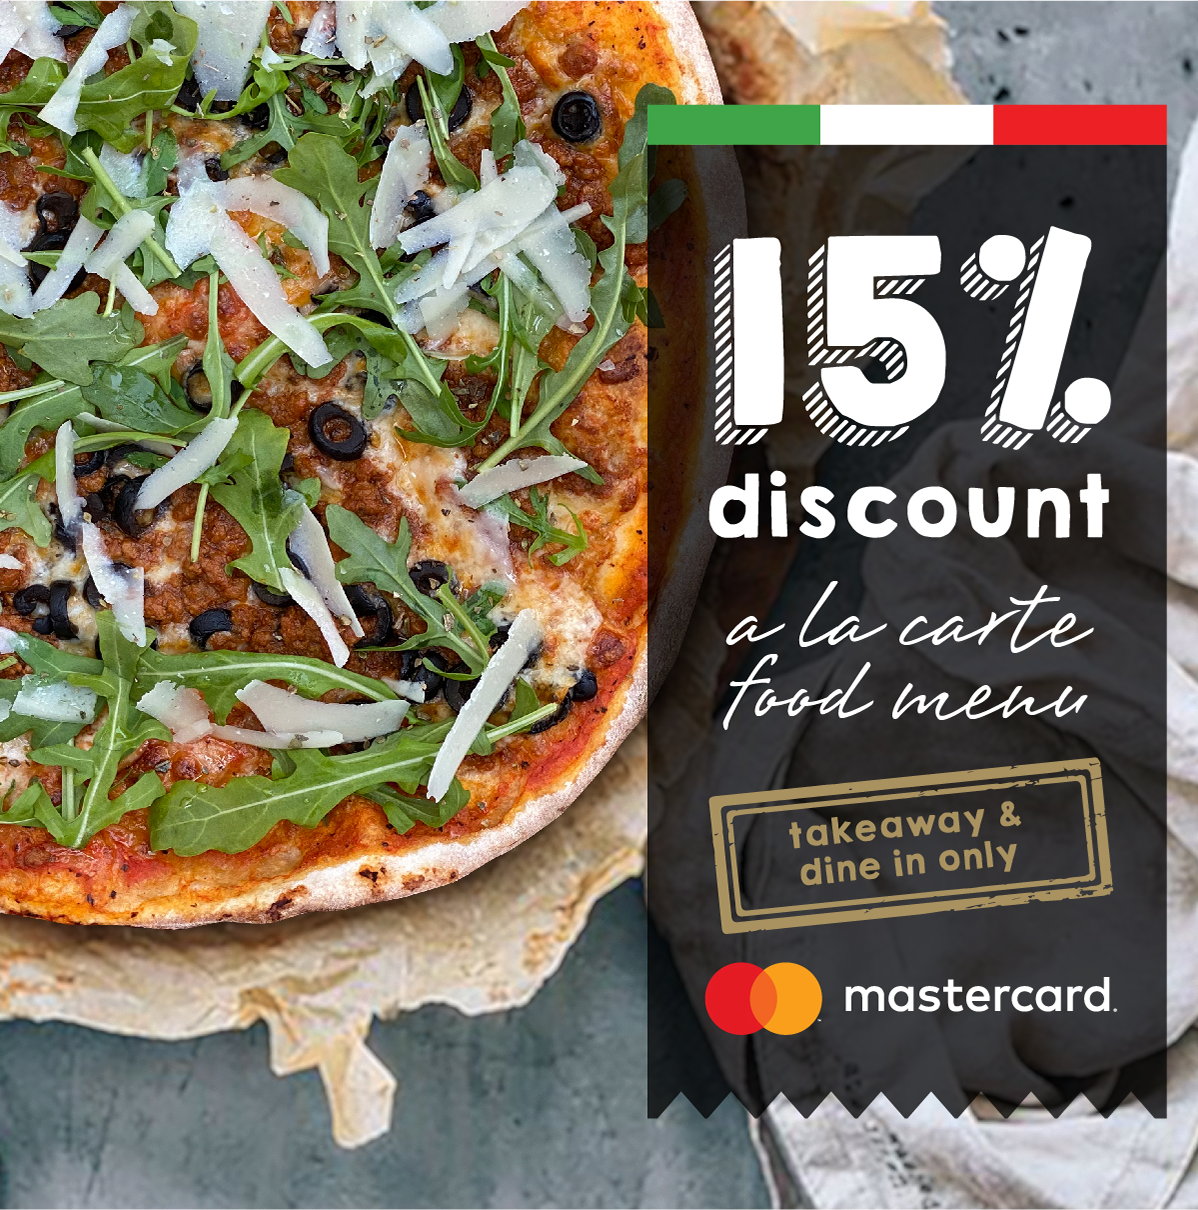 15%
discount
a la carte
food menu
takeaway &
dine in only
mastercard.